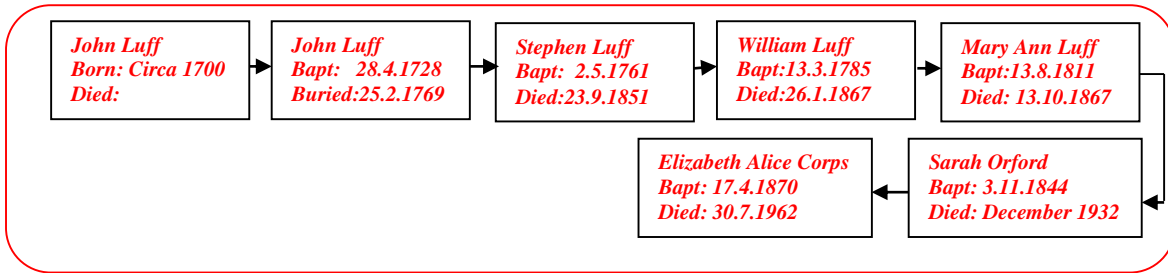 John Luff
Born: Circa 1700
Died:
John Luff
Bapt: 28.4.1728
Buried:25.2.1769
Stephen Luff
Bapt: 2.5.1761
Died:23.9.1851
William Luff
Bapt:13.3.1785
Died:26.1.1867
Mary Ann Luff
Bapt:13.8.1811
Died: 13.10.1867
Sarah Orford
Bapt: 3.11.1844
Died: December 1932
Elizabeth Alice Corps
Bapt: 17.4.1870
Died: 30.7.1962